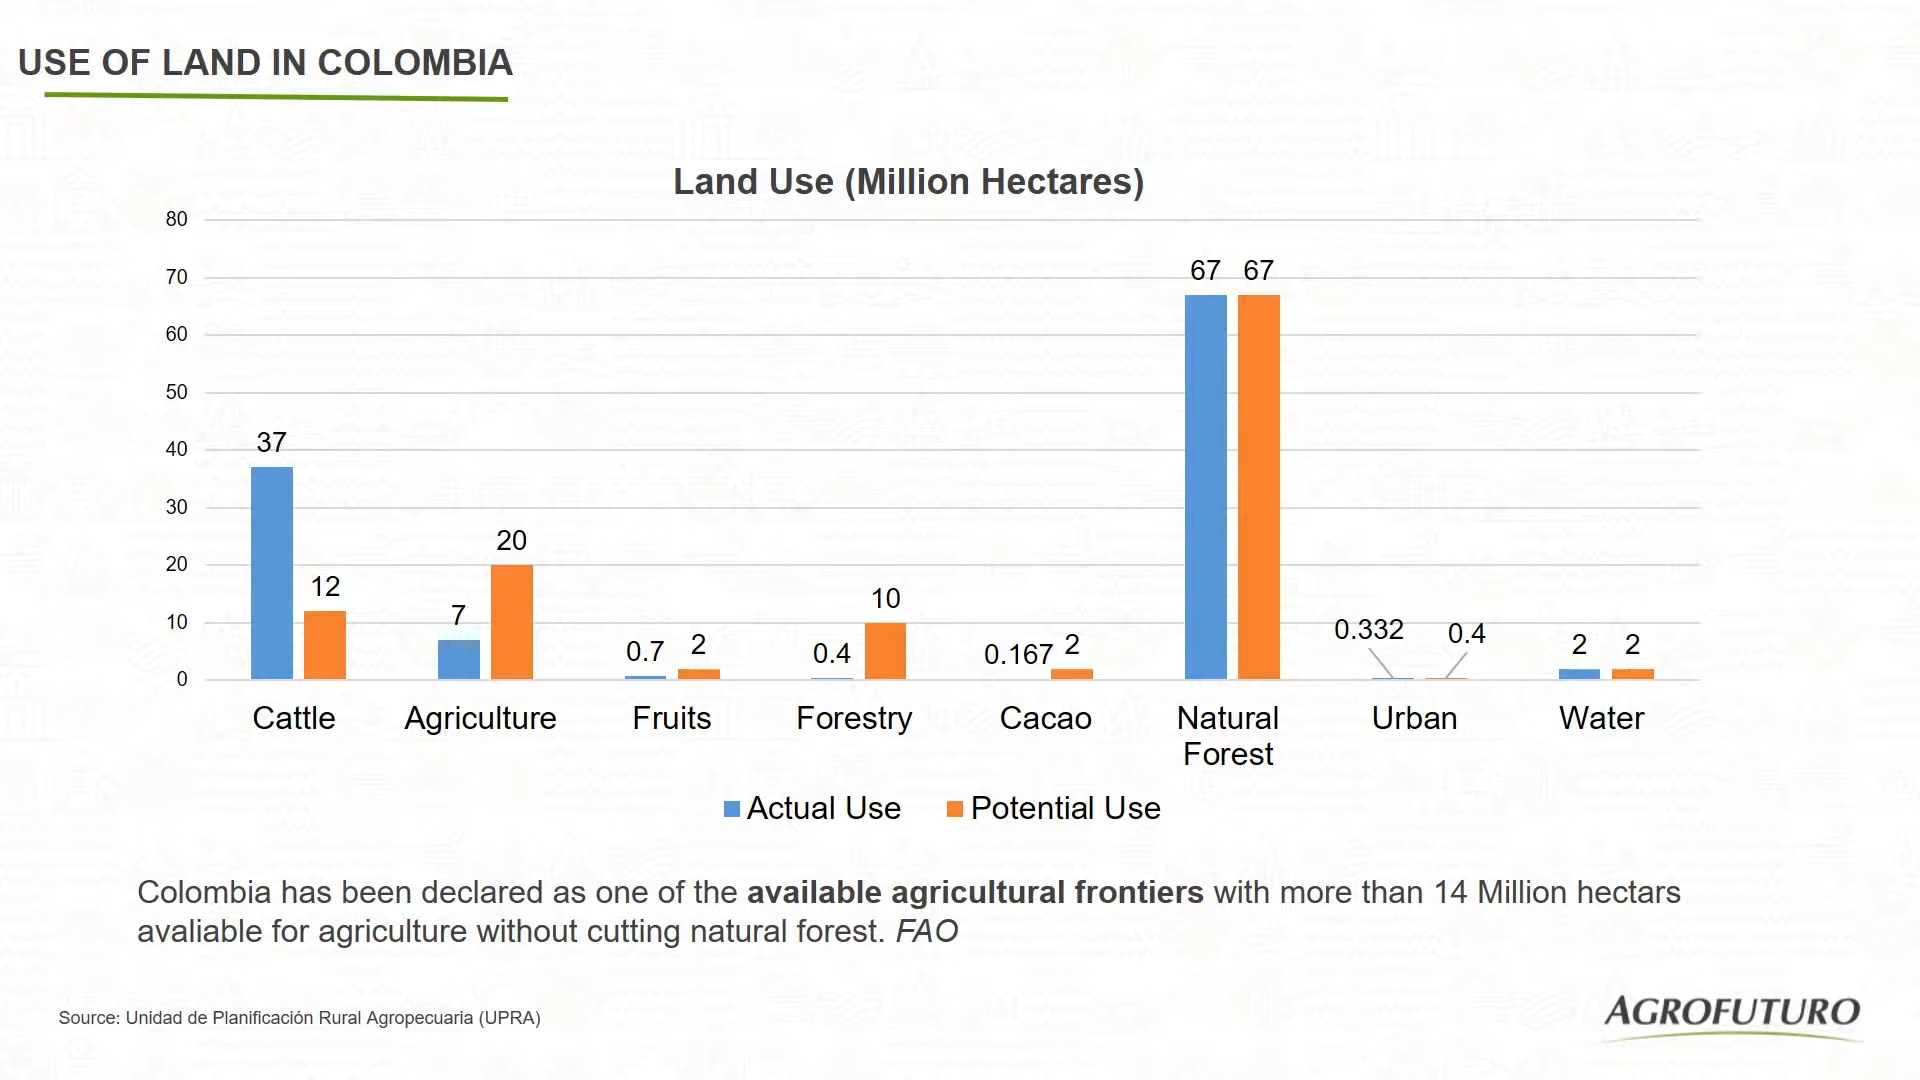 USE OF LAND IN COLOMBIA
Land Use (Million Hectares)
80
70
60
50
40
30
20
10
0
37
12
7
20
0.7
2
0.4
10
0.167
2
67
67
0.332
0.4
2
2
Cattle
Agriculture
Fruits
Forestry
Cacao
Natural
Forest
Urban
Water
Actual Use
Potential Use
Colombia has been declared as one of the available agricultural frontiers with more than 14 Million hectars
avaliable for agriculture without cutting natural forest. FAO
Source: Unidad de Planificación Rural Agropecuaria (UPRA)
AGROFUTURO